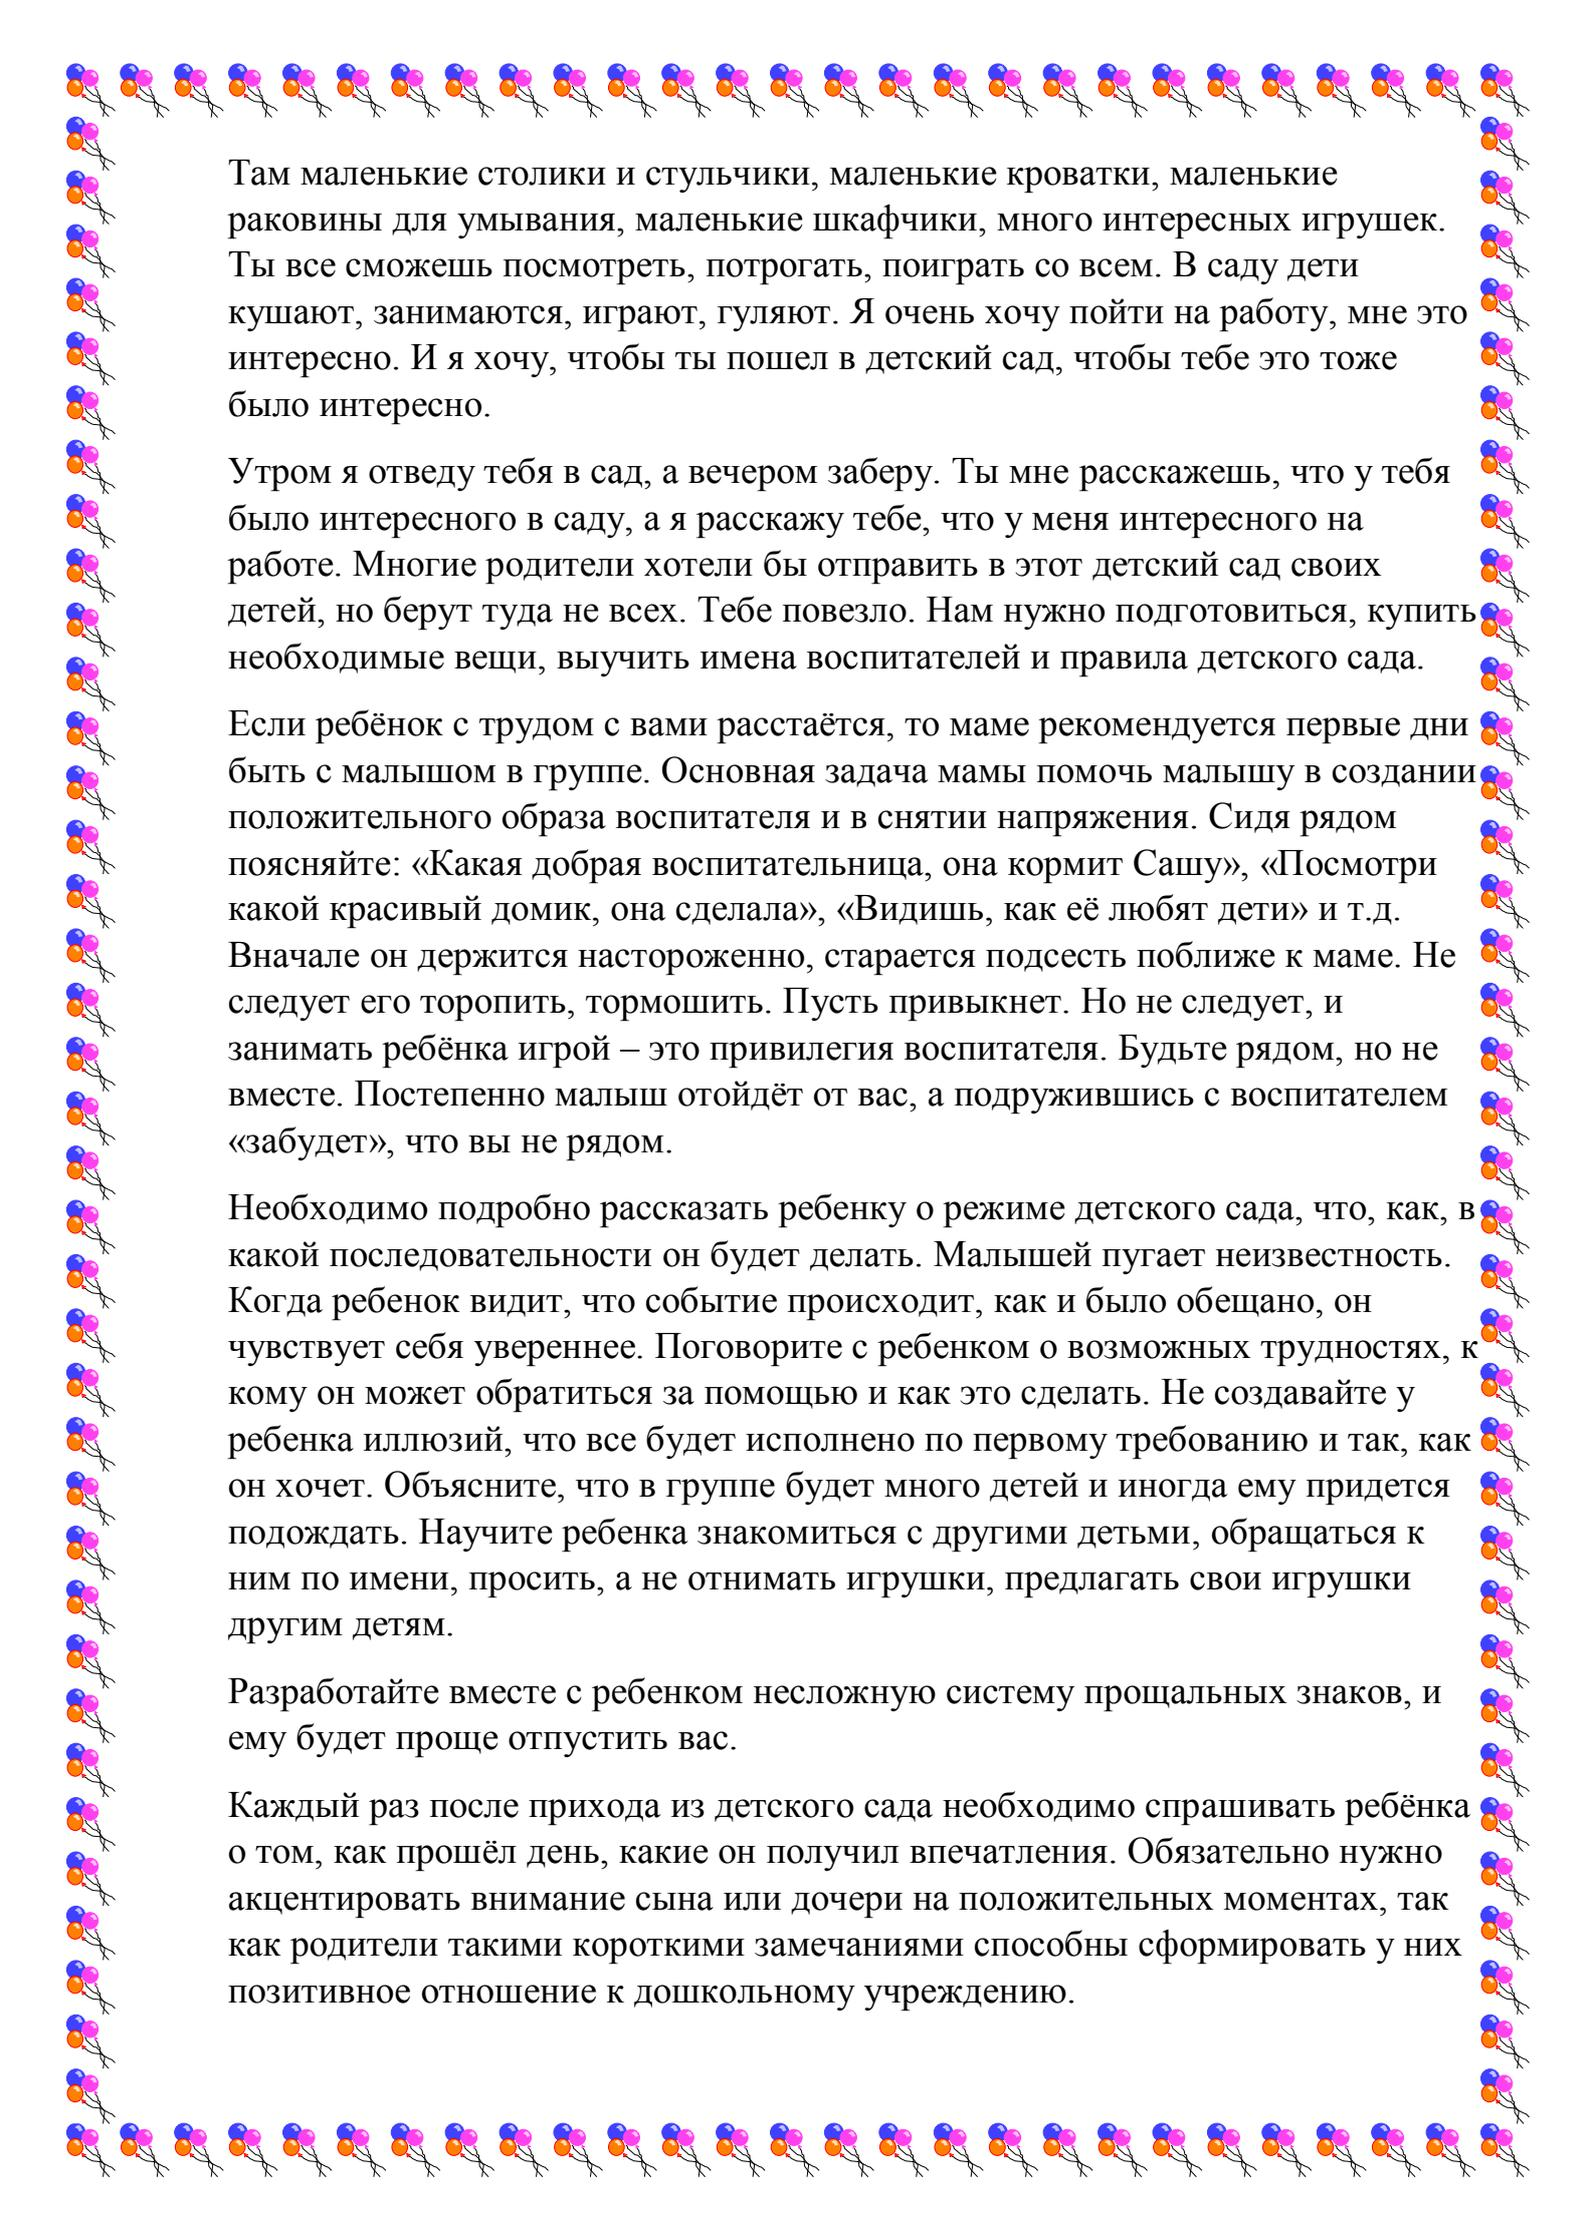 Там маленькие столики и стульчики, маленькие кроватки, маленькие
раковины для умывания, маленькие шкафчики, много интересных игрушек.
Ты все сможешь посмотреть, потрогать, поиграть со всем. В саду дети
кушают, занимаются, играют, гуляют. Я очень хочу пойти на работу, мне это
интересно. И я хочу, чтобы ты пошел в детский сад, чтобы тебе это тоже
было интересно.
Утром я отведу тебя в сад, а вечером заберу. Ты мне расскажешь, что у тебя
было интересного в саду, а я расскажу тебе, что у меня интересного на
работе. Многие родители хотели бы отправить в этот детский сад своих
детей, но берут туда не всех. Тебе повезло. Нам нужно подготовиться, купить
необходимые вещи, выучить имена воспитателей и правила детского сада.
Если ребёнок с трудом с вами расстаётся, то маме рекомендуется первые дни
быть с малышом в группе. Основная задача мамы помочь малышу в создании
положительного образа воспитателя и в снятии напряжения. Сидя рядом
поясняйте: «Какая добрая воспитательница, она кормит Сашу», «Посмотри
какой красивый домик, она сделала», «Видишь, как её любят дети» и т.д.
Вначале он держится настороженно, старается подсесть поближе к маме. Не
следует его торопить, тормошить. Пусть привыкнет. Но не следует, и
занимать ребёнка игрой – это привилегия воспитателя. Будьте рядом, но не
вместе. Постепенно малыш отойдёт от вас, а подружившись с воспитателем
«забудет», что вы не рядом.
Необходимо подробно рассказать ребенку о режиме детского сада, что, как, в
какой последовательности он будет делать. Малышей пугает неизвестность.
Когда ребенок видит, что событие происходит, как и было обещано, он
чувствует себя увереннее. Поговорите с ребенком о возможных трудностях, к
кому он может обратиться за помощью и как это сделать. Не создавайте у
ребенка иллюзий, что все будет исполнено по первому требованию и так, как
он хочет. Объясните, что в группе будет много детей и иногда ему придется
подождать. Научите ребенка знакомиться с другими детьми, обращаться к
ним по имени, просить, а не отнимать игрушки, предлагать свои игрушки
другим детям.
Разработайте вместе с ребенком несложную систему прощальных знаков, и
ему будет проще отпустить вас.
Каждый раз после прихода из детского сада необходимо спрашивать ребёнка
о том, как прошёл день, какие он получил впечатления. Обязательно нужно
акцентировать внимание сына или дочери на положительных моментах, так
как родители такими короткими замечаниями способны сформировать у них
позитивное отношение к дошкольному учреждению.